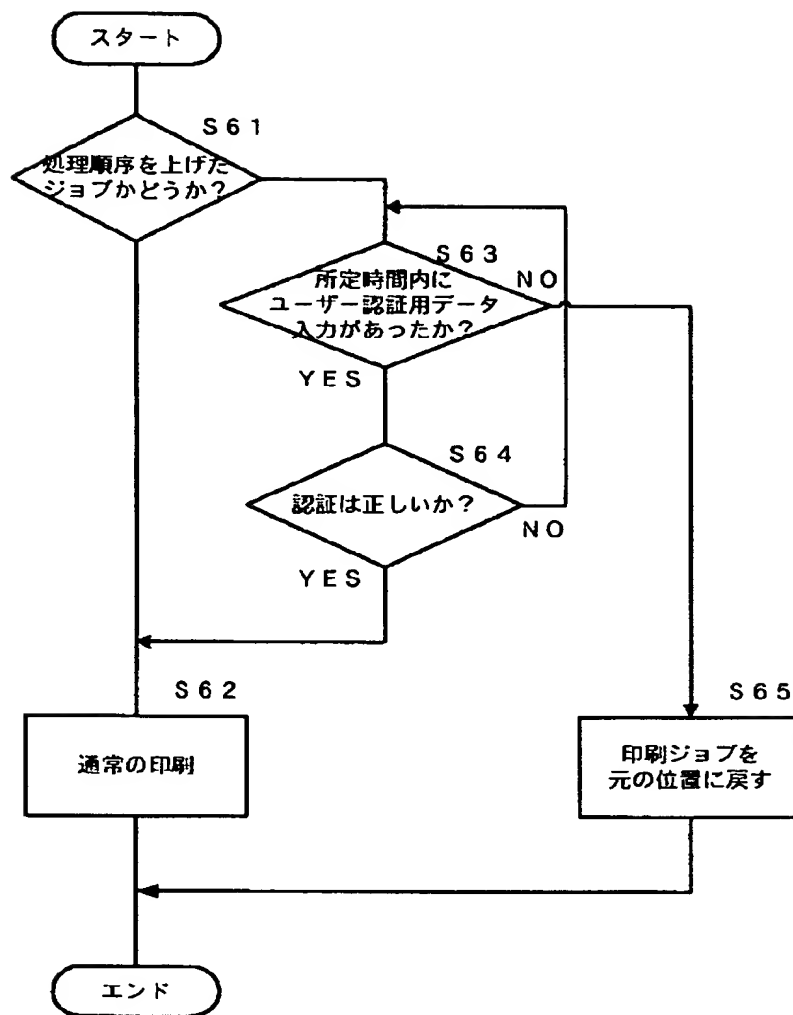 スタート
S61
処理順序を上げた
ジョブかどうか？
S63
所定時間内に
ユーザー認証用データ
入力があったか？
NO
YES
S64
認証は正しいか？
NO
YES
S62
通常の印刷
S65
印刷ジョブを
元の位置に戻す
エンド